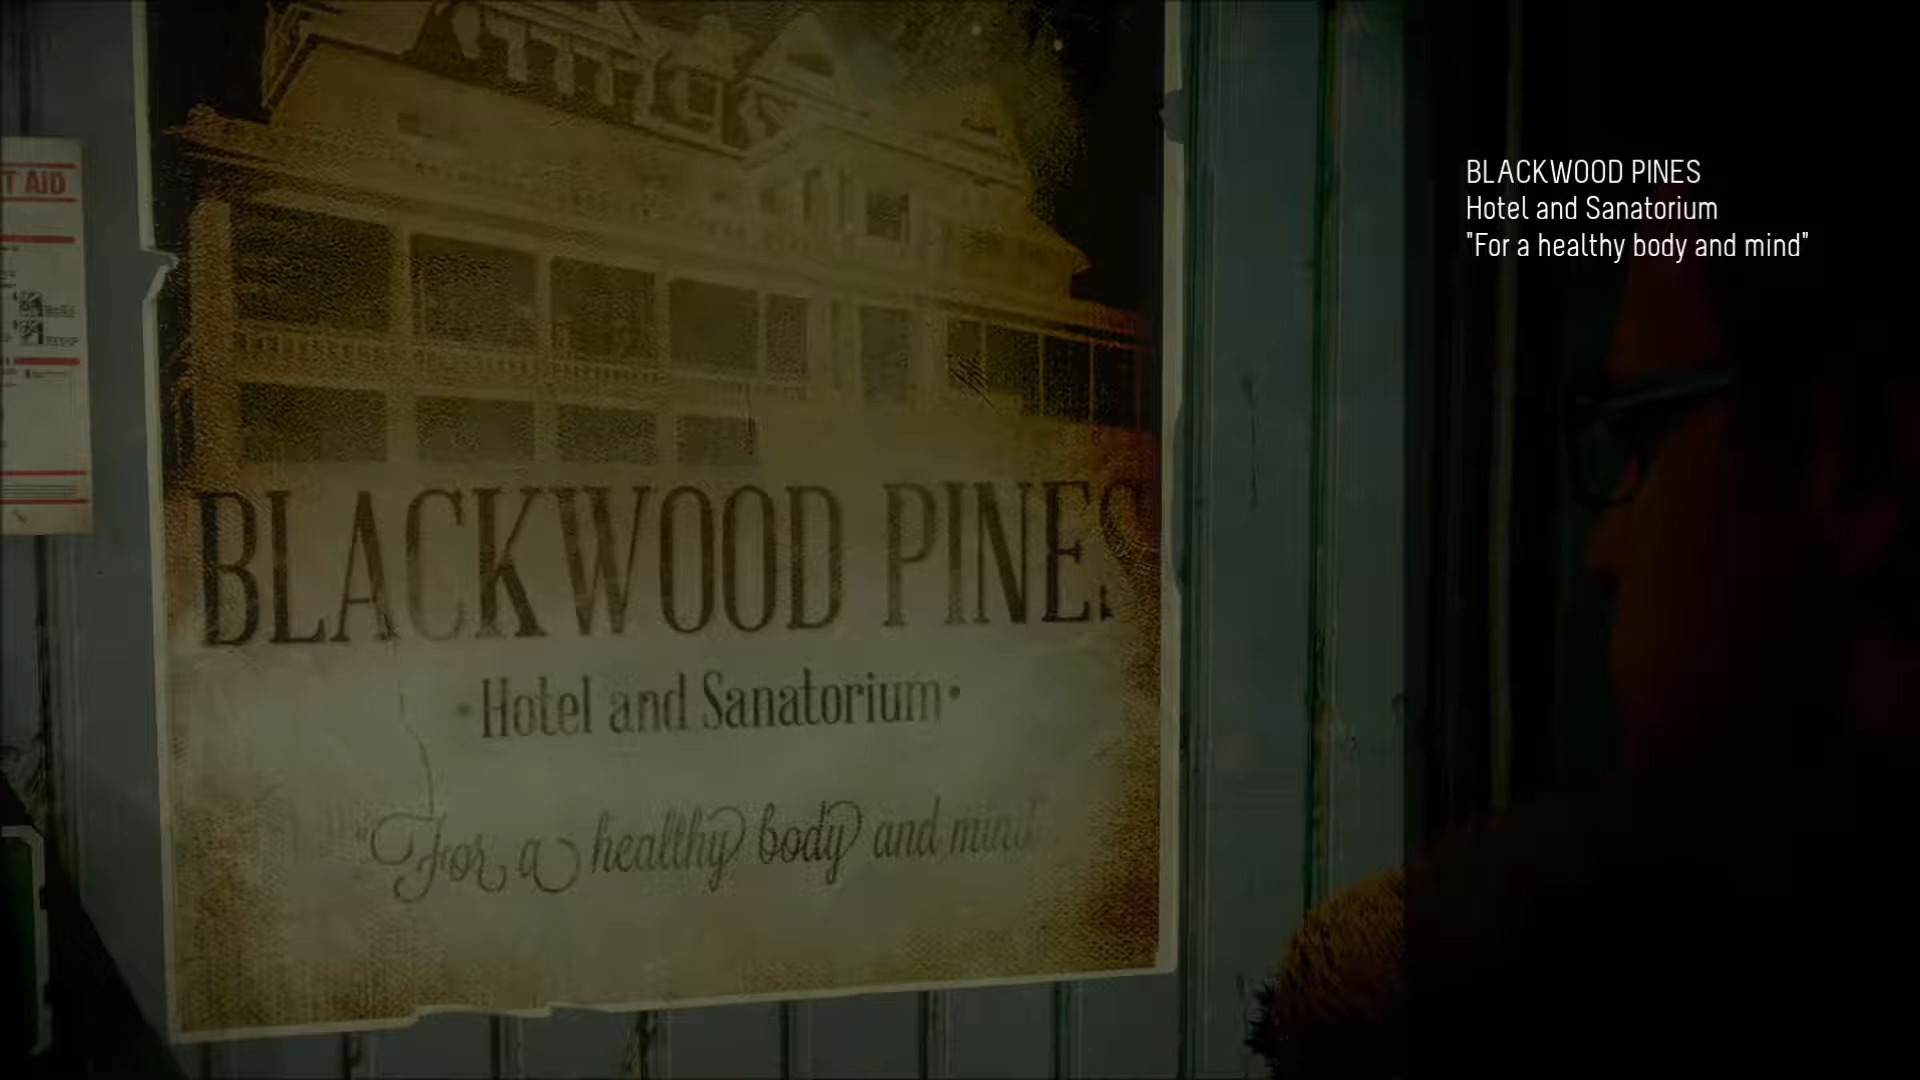 T AID
BLACKWOOD PINES
•Hotel and Sanatorium•
"For a healthy body and mind
BLACKWOOD PINES
Hotel and Sanatorium
"For a healthy body and mind"